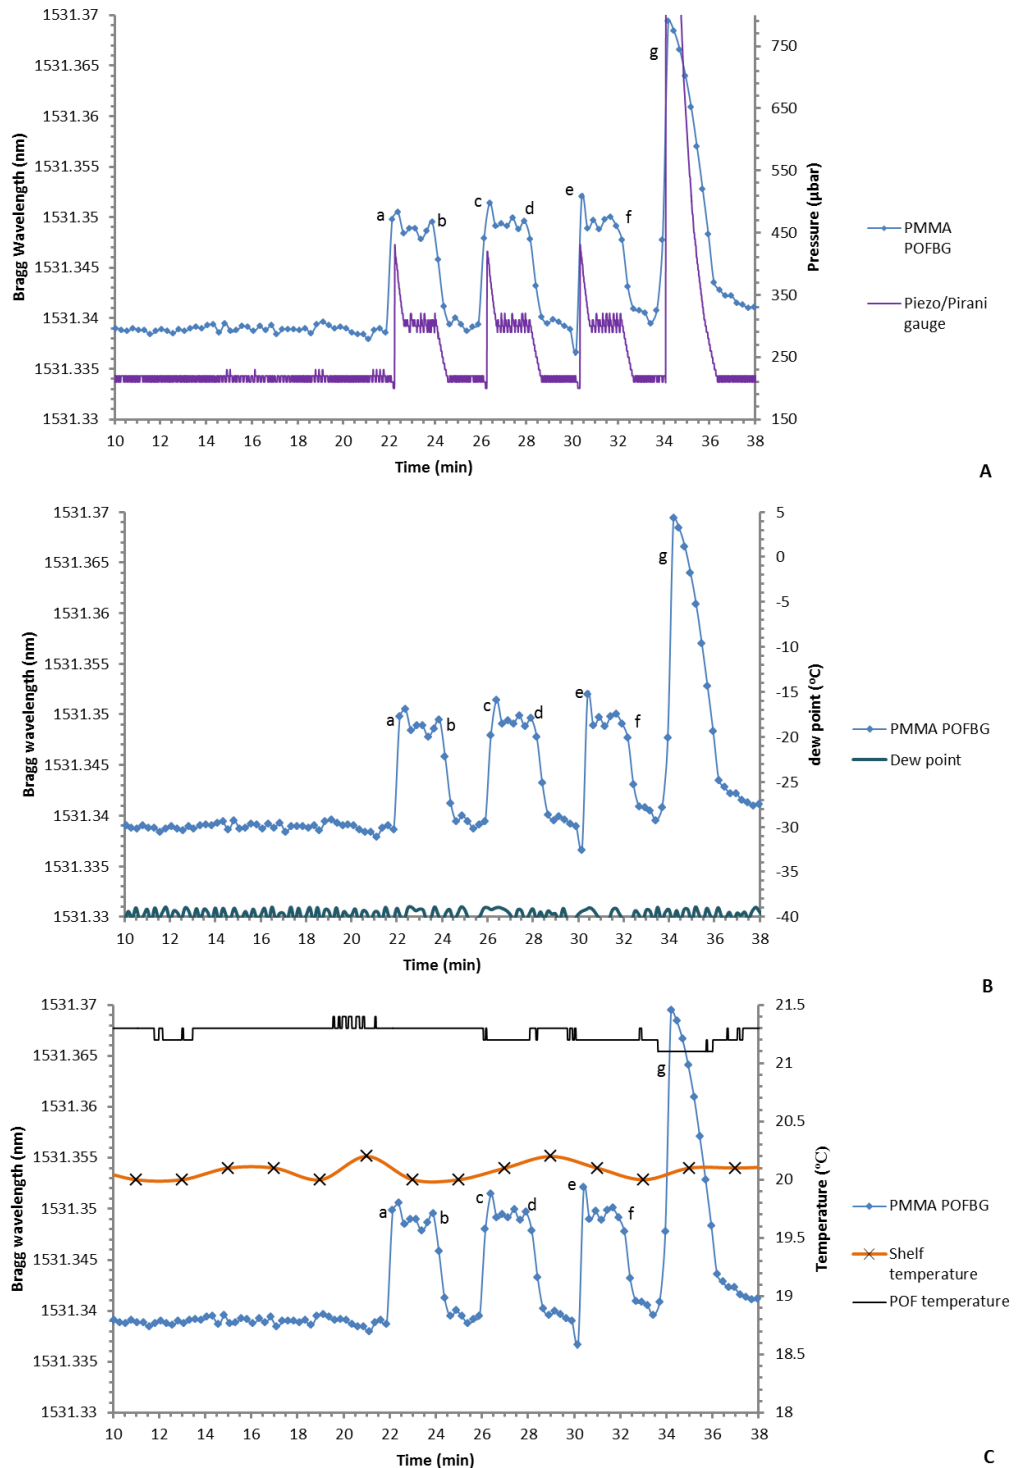 1531.37
1531.365
1531.36
1531.355
1531.35
1531.345
1531.34
1531.335
1531.33
Bragg Wavelength (nm)
a
b
c
d
e
f
g
750
650
550
450
350
250
150
Pressure (µbar)
10 12 14 16 18 20 22 24 26 28 30 32 34 36 38
Time (min)
PMMA
POFBG
Piezo/Pirani
gauge
A
1531.37
1531.365
1531.36
1531.355
1531.35
1531.345
1531.34
1531.335
1531.33
Bragg wavelength (nm)
a
b
c
d
e
f
g
5
0
-5
-10
-15
-20
-25
-30
-35
-40
dew point (°C)
10 12 14 16 18 20 22 24 26 28 30 32 34 36 38
Time (min)
PMMA POFBG
Dew point
B
1531.37
1531.365
1531.36
1531.355
1531.35
1531.345
1531.34
1531.335
1531.33
Bragg wavelength (nm)
a
b
c
d
e
f
g
21.5
21
20.5
20
19.5
19
18.5
18
Temperature (°C)
10 12 14 16 18 20 22 24 26 28 30 32 34 36 38
Time (min)
PMMA POFBG
Shelf
temperature
POF temperature
C